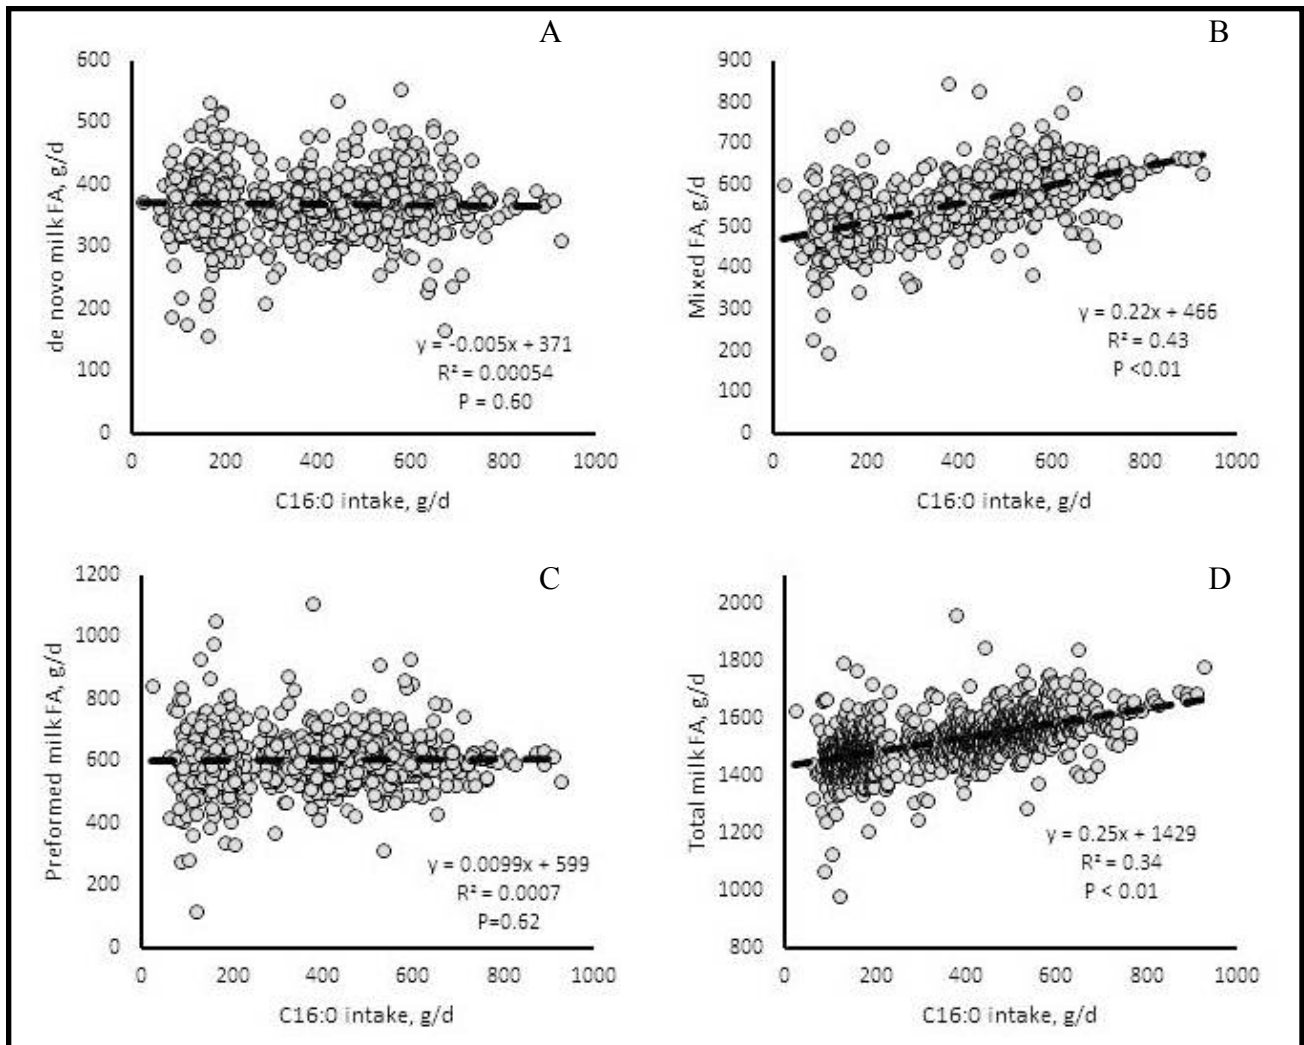 A
600
500
400
300
200
100
0
de novo milk FA, g/d
0 200 400 600 800 1000
C16:0 intake, g/d
y = -0.005x + 371
R² = 0.00054
P = 0.60
B
900
800
700
600
500
400
300
200
100
0
Mixed FA, g/d
0 200 400 600 800 1000
C16:0 intake, g/d
y = 0.22x + 466
R² = 0.43
P <0.01
C
1200
1000
800
600
400
200
0
Preformed milk FA, g/d
0 200 400 600 800 1000
C16:0 intake, g/d
y = 0.0099x + 599
R² = 0.0007
P=0.62
D
2000
1800
1600
1400
1200
1000
800
Total milk FA, g/d
0 200 400 600 800 1000
C16:0 intake, g/d
y = 0.25x + 1429
R² = 0.34
P < 0.01